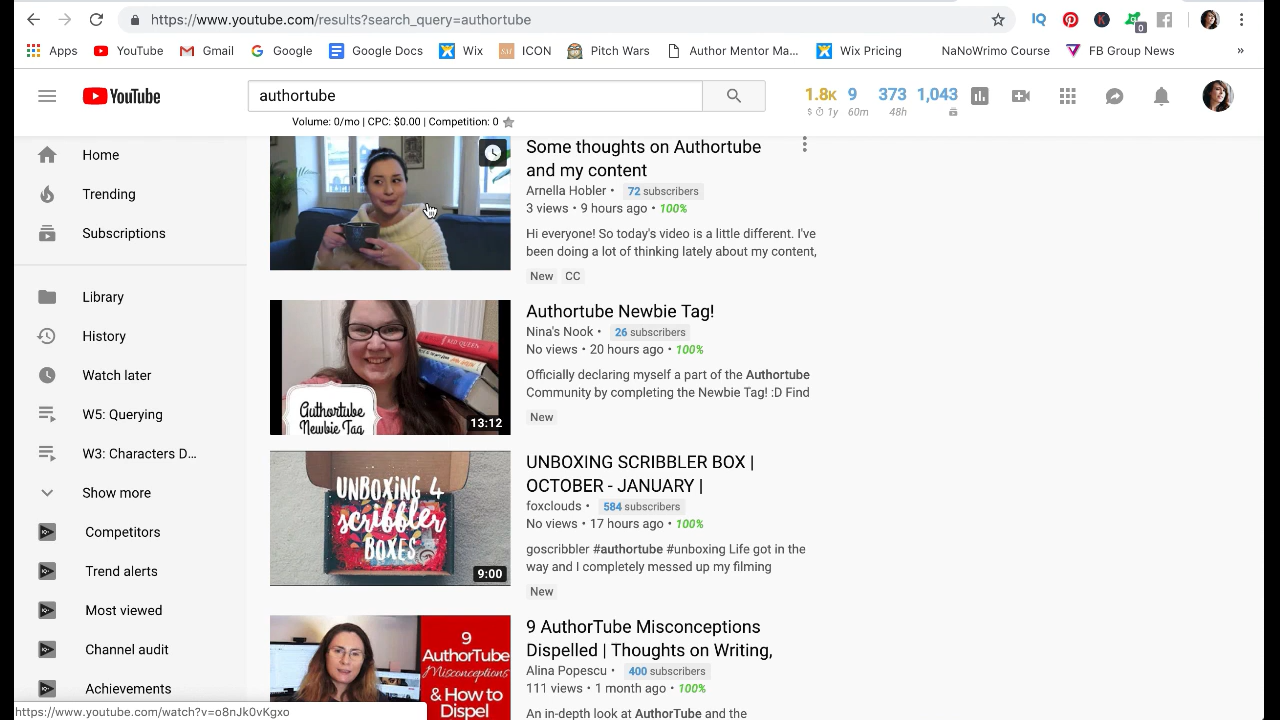 https://www.youtube.com/results?search_query=authortube
IQ K 0
Apps YouTube Gmail Google Google Docs Wix ICON Pitch Wars Author Mentor Ma... Wix Pricing NaNoWrimo Course FB Group News »
YouTube
authortube
1.8K 9 373 1,043
$ 1y 60m 48h
Volume: 0/mo | CPC: $0.00 | Competition: 0
Home
Trending
Subscriptions
Library
History
Watch later
W5: Querying
W3: Characters D...
Show more
Competitors
Trend alerts
Most viewed
Channel audit
Achievements
Some thoughts on Authortube
and my content
Arnella Hobler • 72 subscribers
3 views • 9 hours ago • 100%
Hi everyone! So today's video is a little different. I've
been doing a lot of thinking lately about my content,
New CC
RED QUEEN
Authortube
Newbie Tag
13:12
Authortube Newbie Tag!
Nina's Nook • 26 subscribers
No views • 20 hours ago • 100%
Officially declaring myself a part of the Authortube
Community by completing the Newbie Tag! :D Find
New
UNBOXING 4
scribbler
BOXES
9:00
UNBOXING SCRIBBLER BOX |
OCTOBER - JANUARY |
foxclouds • 584 subscribers
No views • 17 hours ago • 100%
goscribbler #authortube #unboxing Life got in the
way and I completely messed up my filming
New
9
AuthorTube
Misconceptions
& How to
Dispel
9 AuthorTube Misconceptions
Dispelled | Thoughts on Writing,
Alina Popescu • 400 subscribers
111 views • 1 month ago • 100%
An in-depth look at AuthorTube and the
https://www.youtube.com/watch?v=o8nJk0vKgxo